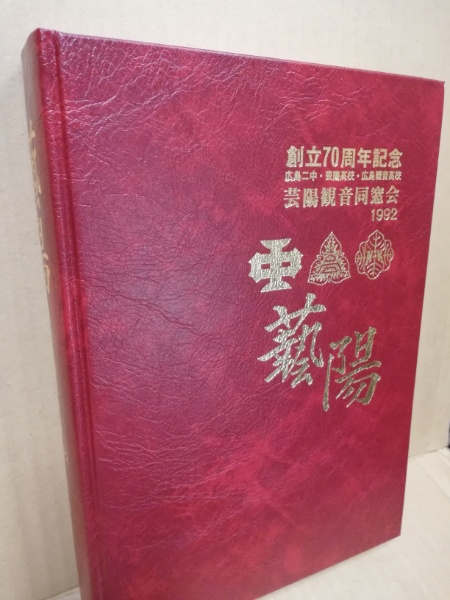 創立70周年記念
広島二中・芸陽高校・広島観音高校
芸陽観音同窓会
1992
藝陽